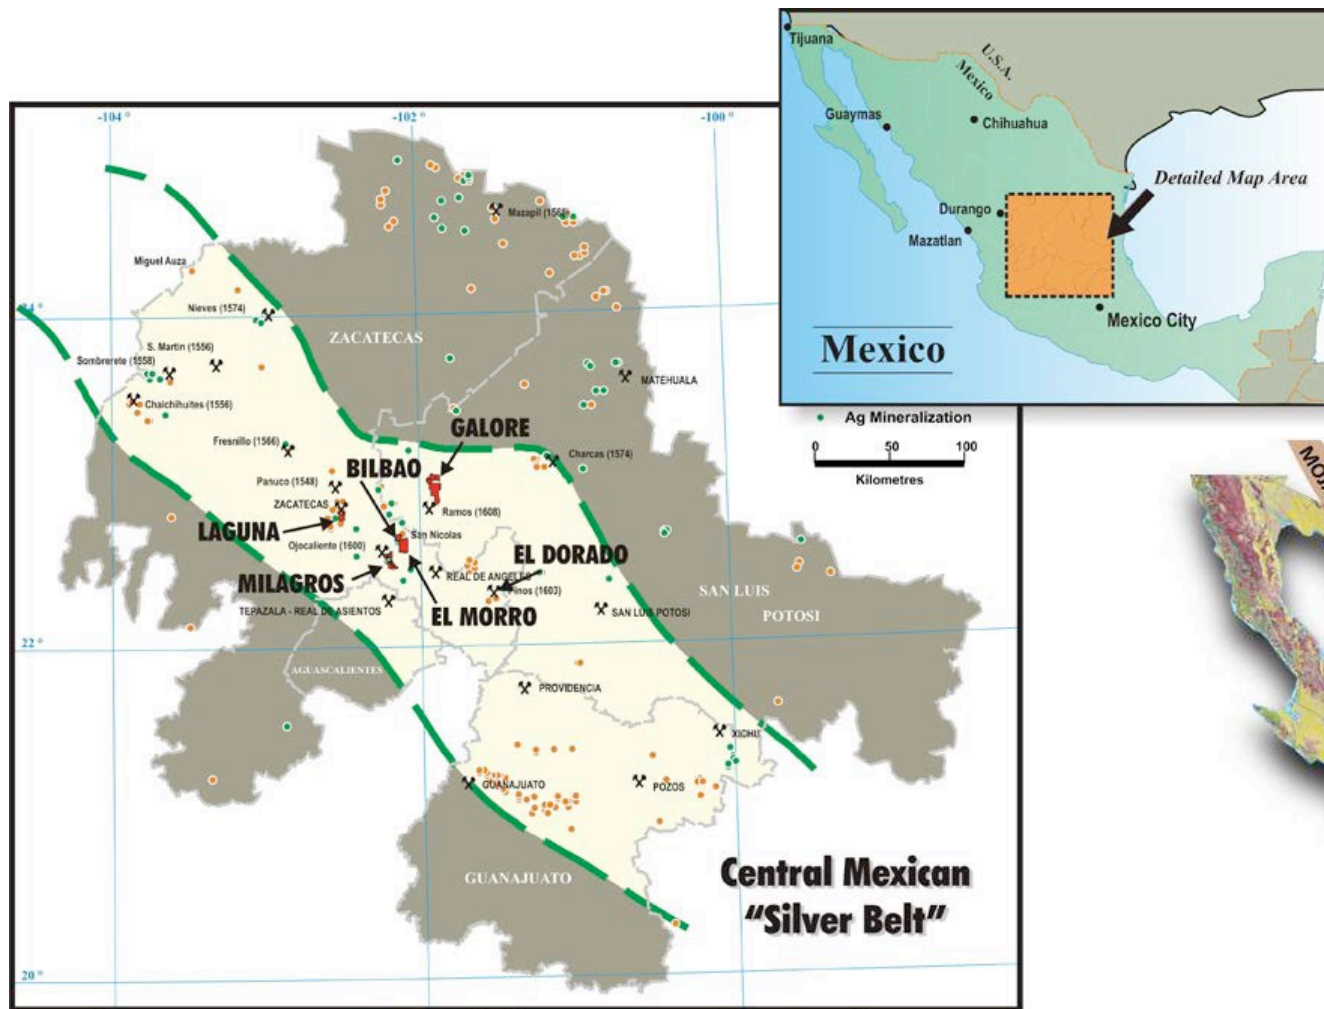 -104 °
-102 °
-100 °
Tijuana
U.S.A.
Mexico
Guaymas
Chihuahua
Detailed Map Area
Durango
Mazatlan
Mexico City
Mexico
Ag Mineralization
0 50 100
Kilometres
Mazapil (1568)
Miguel Auza
Nieves (1574)
24 °
ZACATECAS
S. Martin (1556)
Sombrerete (1558)
MATEHUALA
Chaichihuites (1556)
GALORE
Fresnillo (1566)
Charcas (1574)
BILBAO
Panuco (1548)
ZACATECAS
Ramos (1608)
LAGUNA
San Nicolas
Ojocaliente (1600)
EL DORADO
MILAGROS
REAL DE ANGELES
Pinos (1603)
SAN LUIS
POTOSI
TEPAZALA - REAL DE ASIENTOS
EL MORRO
SAN LUIS POTOSI
22 °
AGUASCALIENTES
PROVIDENCIA
XICHU
GUANAJUATO
POZOS
GUANAJUATO
Central Mexican
"Silver Belt"
20 °